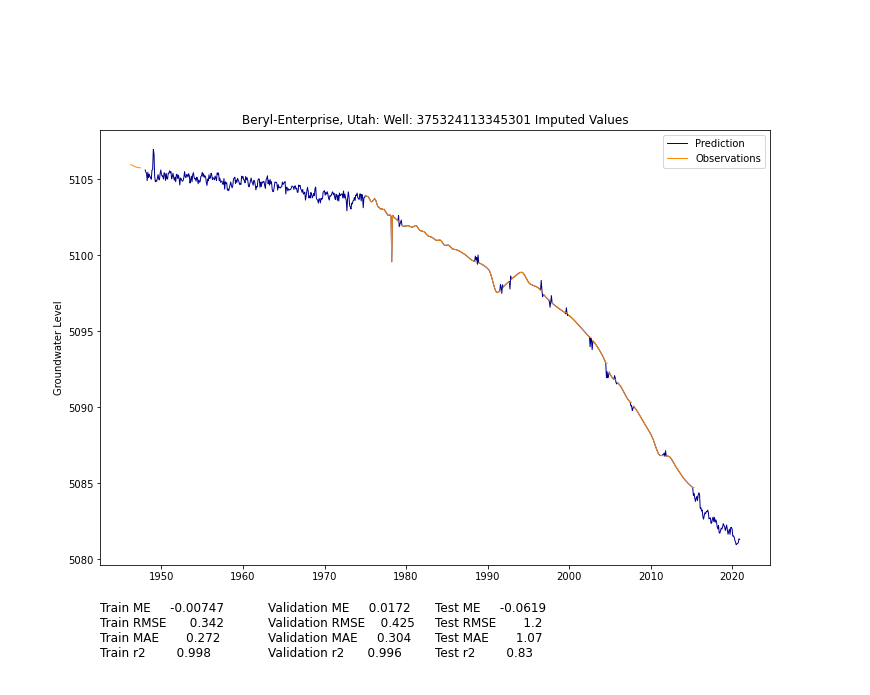 Beryl-Enterprise, Utah: Well: 375324113345301 Imputed Values
Prediction
Observations
Groundwater Level
5105
5100
5095
5090
5085
5080
1950 1960 1970 1980 1990 2000 2010 2020
Train ME -0.00747 Validation ME 0.0172 Test ME -0.0619
Train RMSE 0.342 Validation RMSE 0.425 Test RMSE 1.2
Train MAE 0.272 Validation MAE 0.304 Test MAE 1.07
Train r2 0.998 Validation r2 0.996 Test r2 0.83